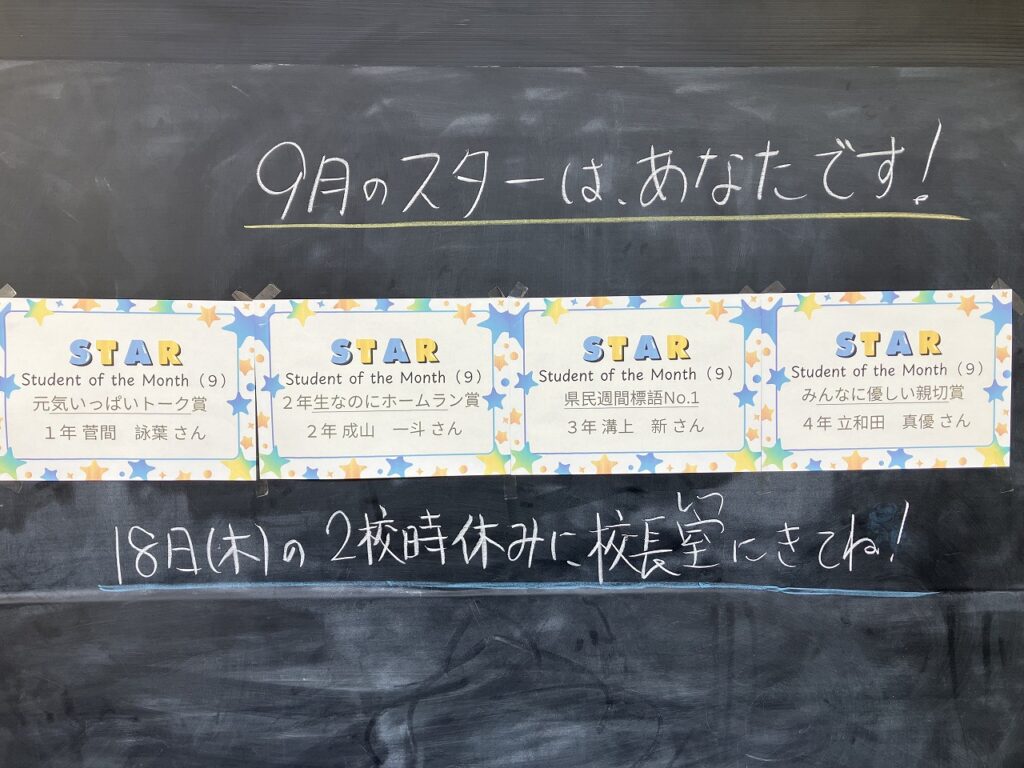 9月のスターは、あなたです!
STAR
Student of the Month（9）
元気いっぱいトーク賞
１年 菅間　詠葉 さん
STAR
Student of the Month（9）
２年生なのにホームラン賞
２年 成山　一斗 さん
STAR
Student of the Month（9）
県民週間標語No.1
３年 溝上　新 さん
STAR
Student of the Month（9）
みんなに優しい親切賞
４年 立和田　真優 さん
しつ
18日(木)の2校時休みに校長室にきてね!